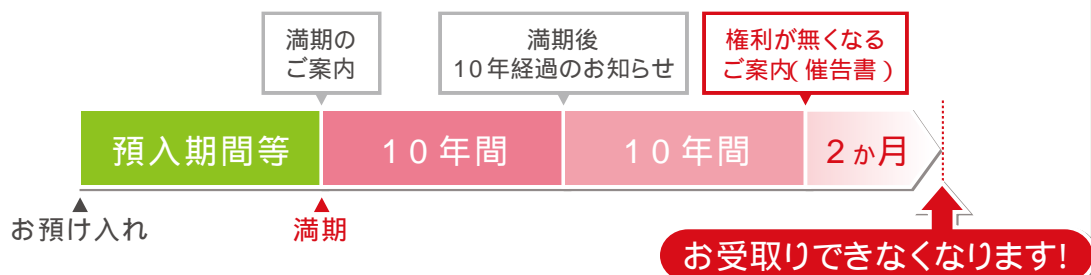 満期の
ご案内
満期後
10年経過のお知らせ
権利が無くなる
ご案内(催告書)
預入期間等
10年間
10年間
2か月
お預け入れ
満期
お受取りできなくなります!